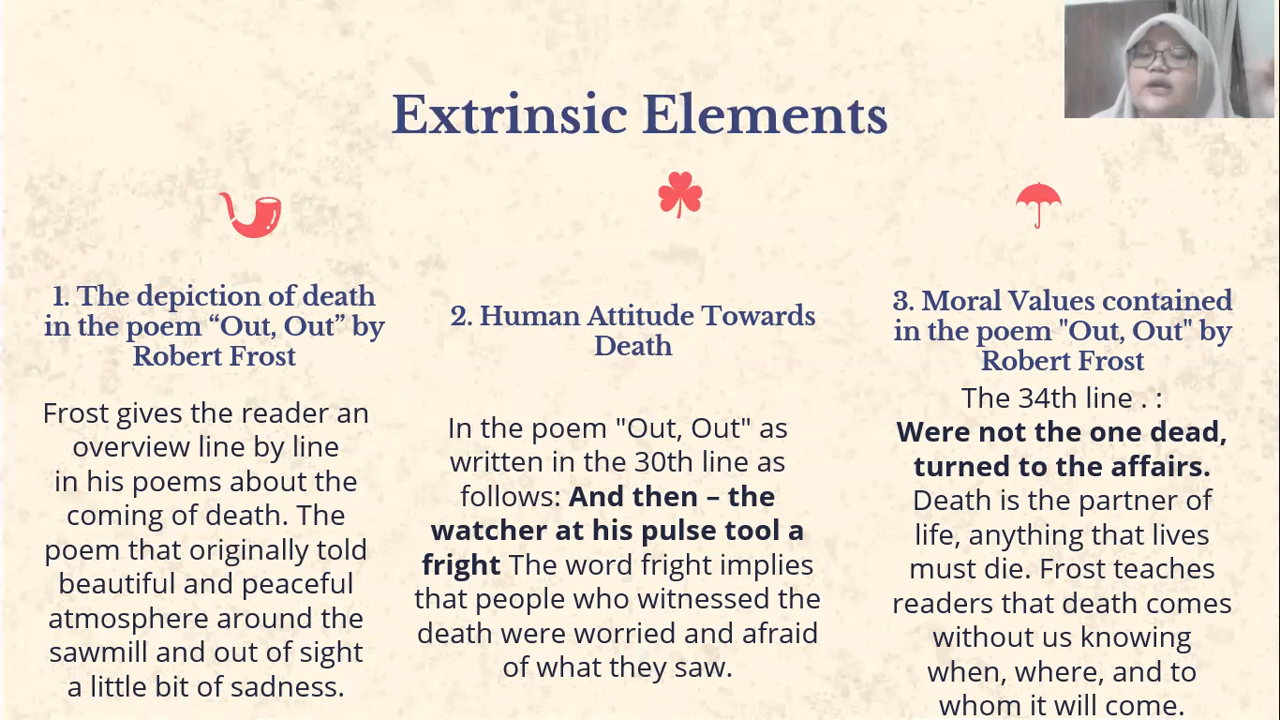 Extrinsic Elements
1. The depiction of death
in the poem “Out, Out” by
Robert Frost
Frost gives the reader an
overview line by line
in his poems about the
coming of death. The
poem that originally told
beautiful and peaceful
atmosphere around the
sawmill and out of sight
a little bit of sadness.
2. Human Attitude Towards
Death
In the poem "Out, Out" as
written in the 30th line as
follows: And then – the
watcher at his pulse tool a
fright The word fright implies
that people who witnessed the
death were worried and afraid
of what they saw.
3. Moral Values contained
in the poem "Out, Out" by
Robert Frost
The 34th line . :
Were not the one dead,
turned to the affairs.
Death is the partner of
life, anything that lives
must die. Frost teaches
readers that death comes
without us knowing
when, where, and to
whom it will come.